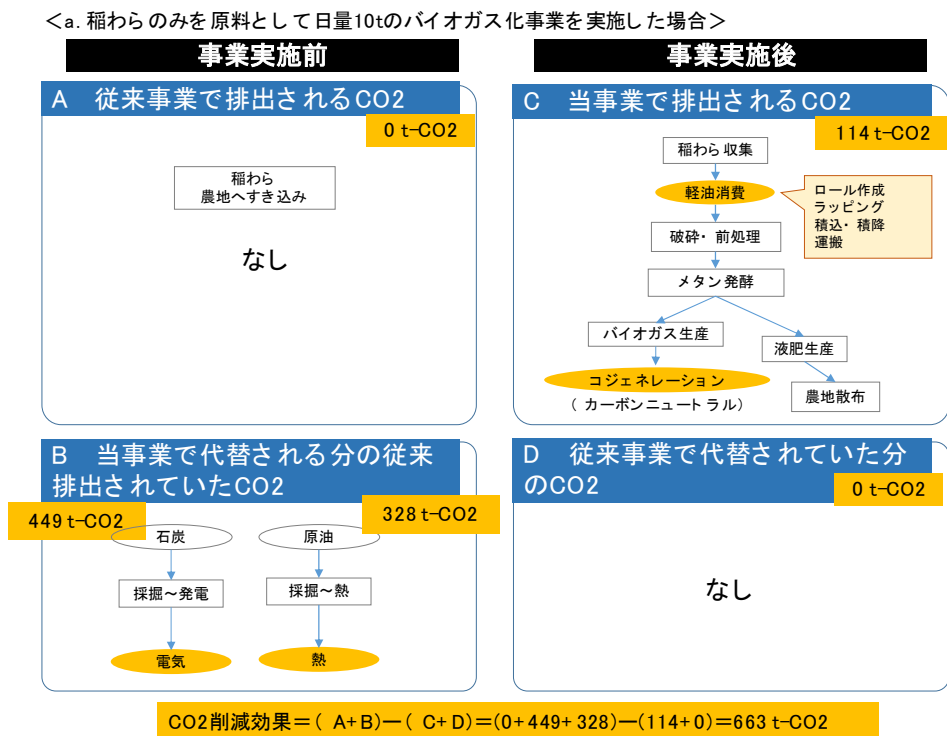 ＜a. 稲わらのみを原料として日量10tのバイオガス化事業を実施した場合＞
事業実施前
A　従来事業で排出されるCO2
0 t-CO2
稲わら
農地へすき込み
なし
B　当事業で代替される分の従来
排出されていたCO2
449 t-CO2
328 t-CO2
石炭
原油
採掘～発電
採掘～熱
電気
熱
事業実施後
C　当事業で排出されるCO2
114 t-CO2
稲わら収集
軽油消費
ロール作成
ラッピング
積込・積降
運搬
破砕・前処理
メタン発酵
バイオガス生産
液肥生産
コジェネレーション
（カーボンニュートラル）
農地散布
D　従来事業で代替されていた分
のCO2
0 t-CO2
なし
CO2削減効果＝（A+B)－（C+D）＝(0+449+328)－(114+0)＝663 t-CO2